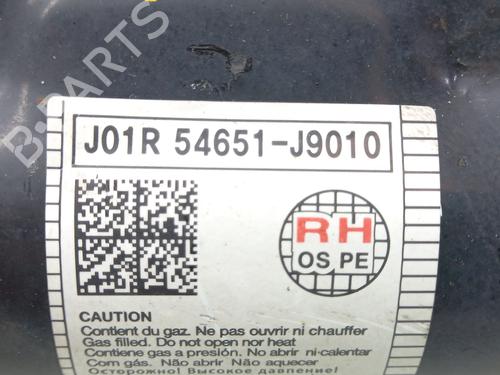 B-PARTS
J01R 54651-J9010
RH
OS PE
CAUTION
Contient du gaz. Ne pas ouvrir ni chauffer
Gas filled. Do not open nor heat
Contiene gas a presión. No abrir ni calentar
Com gás. Não abrir Não aquecer
Осторожно! Высокое давление!